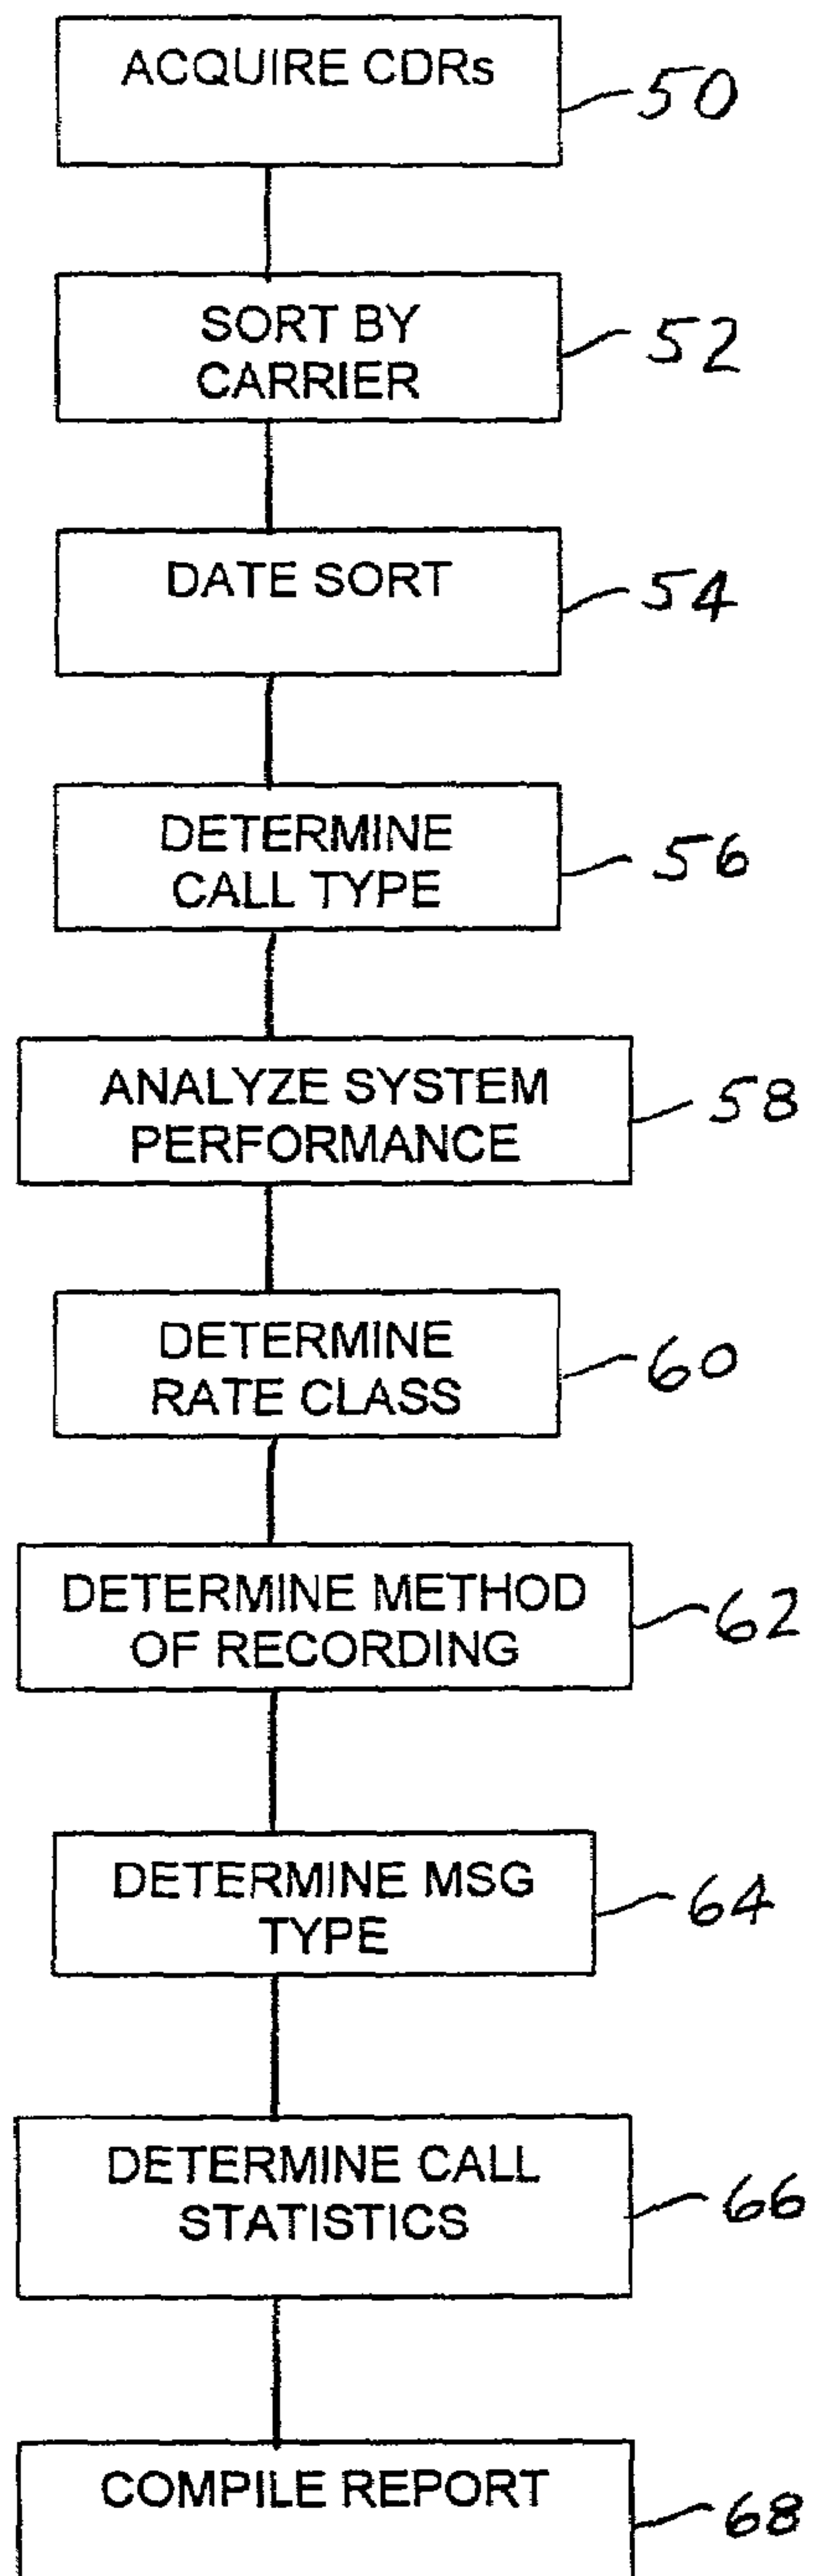 ACQUIRE CDRs
50
SORT BY
CARRIER
52
DATE SORT
54
DETERMINE
CALL TYPE
56
ANALYZE SYSTEM
PERFORMANCE
58
DETERMINE
RATE CLASS
60
DETERMINE METHOD
OF RECORDING
62
DETERMINE MSG
TYPE
64
DETERMINE CALL
STATISTICS
66
COMPILE REPORT
68